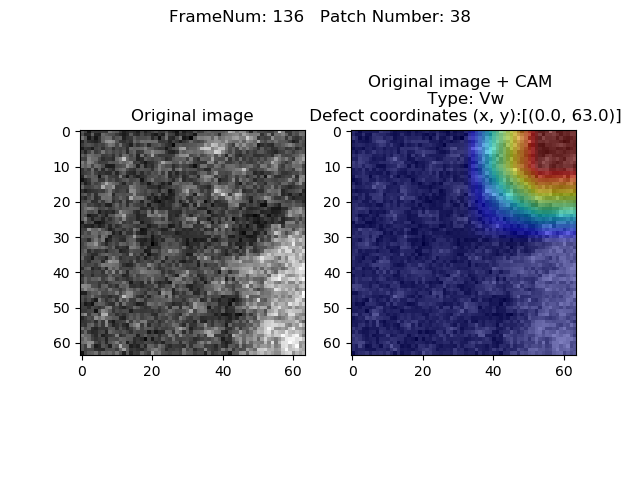 FrameNum: 136   Patch Number: 38
Original image
Original image + CAM
Type: Vw
Defect coordinates (x, y):[(0.0, 63.0)]
0
10
20
30
40
50
60
0 20 40 60
0
10
20
30
40
50
60
0 20 40 60